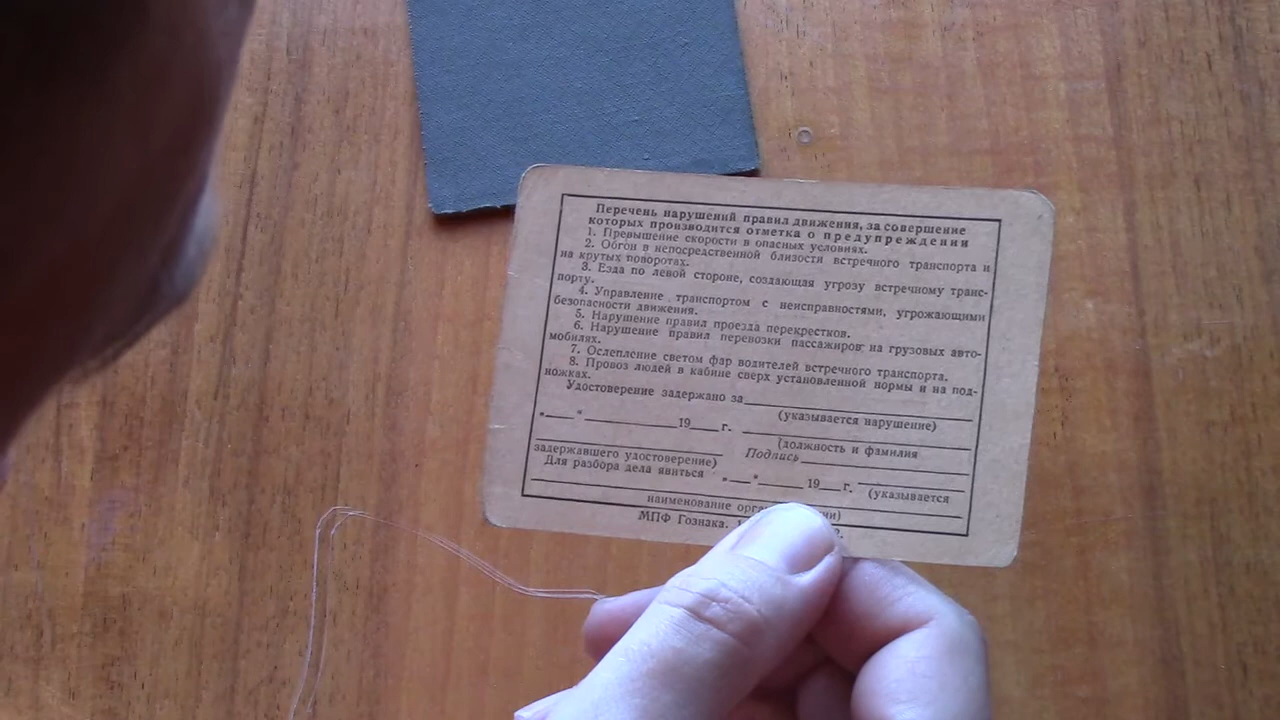 Перечень нарушений правил движения, за совершение
которых производится отметка о предупреждении
1. Превышение скорости в опасных условиях.
2. Обгон в непосредственной близости встречного транспорта и
на крутых поворотах.
3. Езда по левой стороне, создающая угрозу встречному транс-
порту.
4. Управление транспортом с неисправностями, угрожающими
безопасности движения.
5. Нарушение правил проезда перекрестков.
6. Нарушение правил перевозки пассажиров на грузовых авто-
мобилях.
7. Ослепление светом фар водителей встречного транспорта.
8. Провоз людей в кабине сверх установленной нормы и на под-
ножках.
Удостоверение задержано за
(указывается нарушение)
„ “ 19 г.
(должность и фамилия
задержавшего удостоверение) Подпись
Для разбора дела явиться „ “ 19 г. (указывается
наименование
МПФ Гознака.